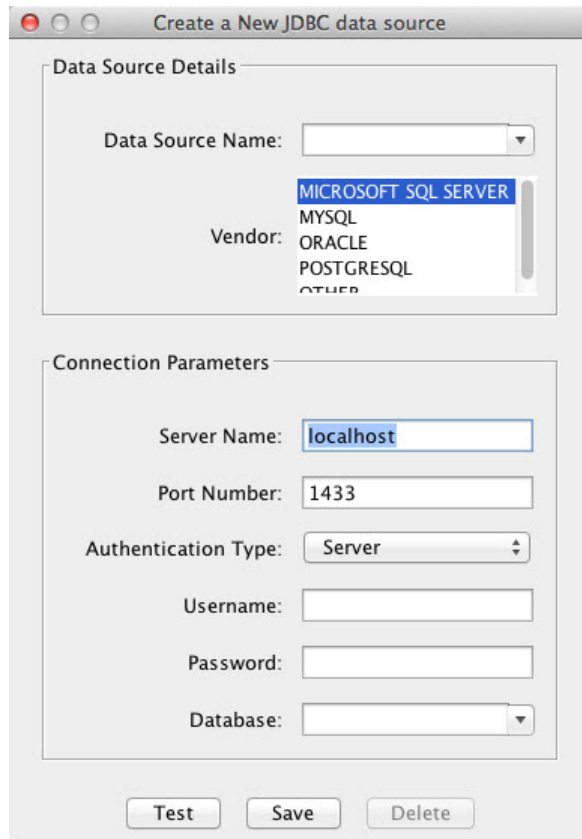 Create a New JDBC data source
Data Source Details
Data Source Name:
Vendor:
MICROSOFT SQL SERVER
MYSQL
ORACLE
POSTGRESQL
OTHER
Connection Parameters
Server Name: localhost
Port Number: 1433
Authentication Type: Server
Username:
Password:
Database:
Test Save Delete